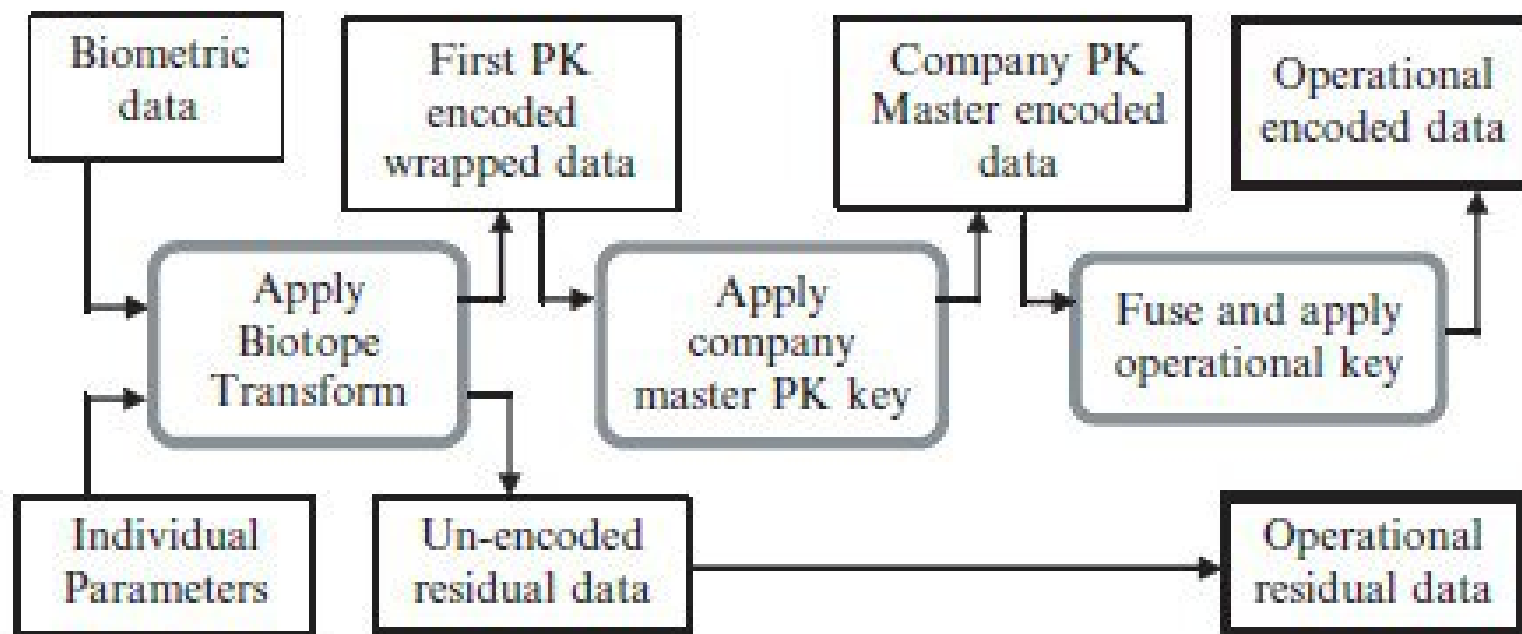 Biometric
data
First PK
encoded
wrapped data
Company PK
Master encoded
data
Operational
encoded data
Apply
Biotope
Transform
Apply
company
master PK key
Fuse and apply
operational key
Individual
Parameters
Un-encoded
residual data
Operational
residual data